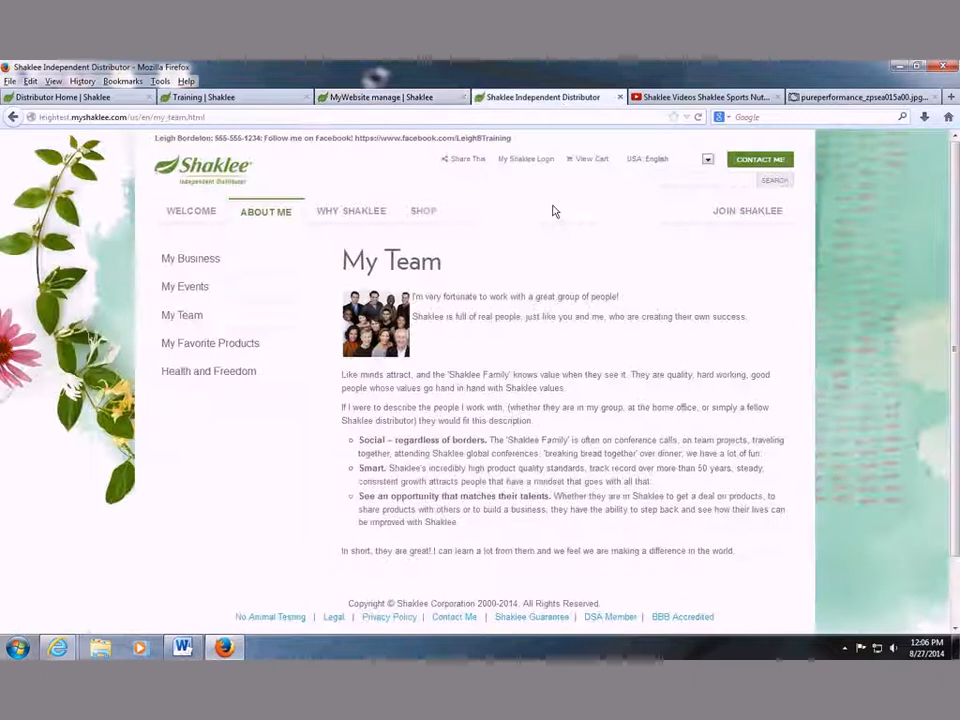 Shaklee Independent Distributor - Mozilla Firefox
File Edit View History Bookmarks Tools Help
Distributor Home | Shaklee
Training | Shaklee
MyWebsite manage | Shaklee
Shaklee Independent Distributor
Shaklee Videos Shaklee Sports Nut...
pureperformance_zpsea015a00.jpg...
leightest.myshaklee.com/us/en/my_team.html
Google
Leigh Bordelon: 555-555-1234: Follow me on Facebook! https://www.facebook.com/LeighBTraining
Shaklee
Independent Distributor
Share This My Shaklee Login View Cart USA: English CONTACT ME
SEARCH
WELCOME ABOUT ME WHY SHAKLEE SHOP JOIN SHAKLEE
My Business
My Events
My Team
My Favorite Products
Health and Freedom
My Team
I'm very fortunate to work with a great group of people!
Shaklee is full of real people, just like you and me, who are creating their own success.
Like minds attract, and the 'Shaklee Family' knows value when they see it. They are quality, hard working, good
people whose values go hand in hand with Shaklee values.
If I were to describe the people I work with, (whether they are in my group, at the home office, or simply a fellow
Shaklee distributor) they would fit this description.
Social – regardless of borders. The 'Shaklee Family' is often on conference calls, on team projects, traveling
together, attending Shaklee global conferences, 'breaking bread together' over dinner, we have a lot of fun.
Smart. Shaklee's incredibly high product quality standards, track record over more than 50 years, steady,
consistent growth attracts people that have a mindset that goes with all that.
See an opportunity that matches their talents. Whether they are in Shaklee to get a deal on products, to
share products with others or to build a business, they have the ability to step back and see how their lives can
be improved with Shaklee.
In short, they are great! I can learn a lot from them and we feel we are making a difference in the world.
Copyright © Shaklee Corporation 2000-2014. All Rights Reserved.
No Animal Testing | Legal | Privacy Policy | Contact Me | Shaklee Guarantee | DSA Member | BBB Accredited
12:06 PM
8/27/2014